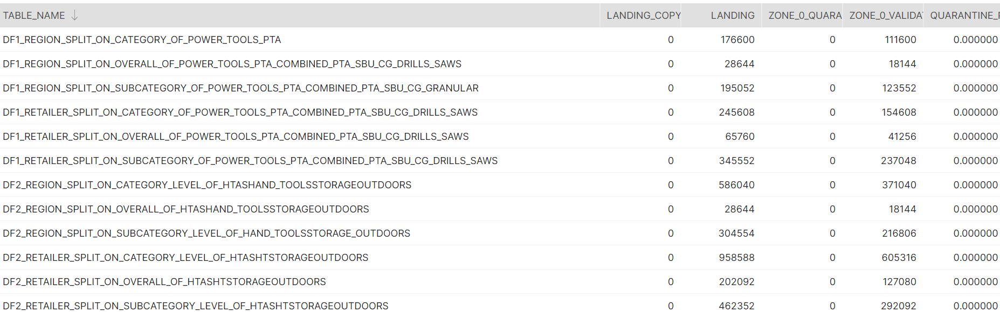 TABLE_NAME ↓ LANDING_COPY LANDING ZONE_0_QUARA ZONE_0_VALIDA QUARANTINE_
DF1_REGION_SPLIT_ON_CATEGORY_OF_POWER_TOOLS_PTA 0 176600 0 111600 0.000000
DF1_REGION_SPLIT_ON_OVERALL_OF_POWER_TOOLS_PTA_COMBINED_PTA_SBU_CG_DRILLS_SAWS 0 28644 0 18144 0.000000
DF1_REGION_SPLIT_ON_SUBCATEGORY_OF_POWER_TOOLS_PTA_COMBINED_PTA_SBU_CG_GRANULAR 0 195052 0 123552 0.000000
DF1_RETAILER_SPLIT_ON_CATEGORY_OF_POWER_TOOLS_PTA_COMBINED_PTA_SBU_CG_DRILLS_SAWS 0 245608 0 154608 0.000000
DF1_RETAILER_SPLIT_ON_OVERALL_OF_POWER_TOOLS_PTA_COMBINED_PTA_SBU_CG_DRILLS_SAWS 0 65760 0 41256 0.000000
DF1_RETAILER_SPLIT_ON_SUBCATEGORY_OF_POWER_TOOLS_PTA_COMBINED_PTA_SBU_CG_DRILLS_SAWS 0 345552 0 237048 0.000000
DF2_REGION_SPLIT_ON_CATEGORY_LEVEL_OF_HTASHAND_TOOLSSTORAGEOUTDOORS 0 586040 0 371040 0.000000
DF2_REGION_SPLIT_ON_OVERALL_OF_HTASHAND_TOOLSSTORAGEOUTDOORS 0 28644 0 18144 0.000000
DF2_REGION_SPLIT_ON_SUBCATEGORY_LEVEL_OF_HAND_TOOLSSTORAGE_OUTDOORS 0 304554 0 216806 0.000000
DF2_RETAILER_SPLIT_ON_CATEGORY_LEVEL_OF_HTASHTSTORAGEOUTDOORS 0 958588 0 605316 0.000000
DF2_RETAILER_SPLIT_ON_OVERALL_OF_HTASHTSTORAGEOUTDOORS 0 202092 0 127080 0.000000
DF2_RETAILER_SPLIT_ON_SUBCATEGORY_LEVEL_OF_HTASHTSTORAGEOUTDOORS 0 462352 0 292092 0.000000